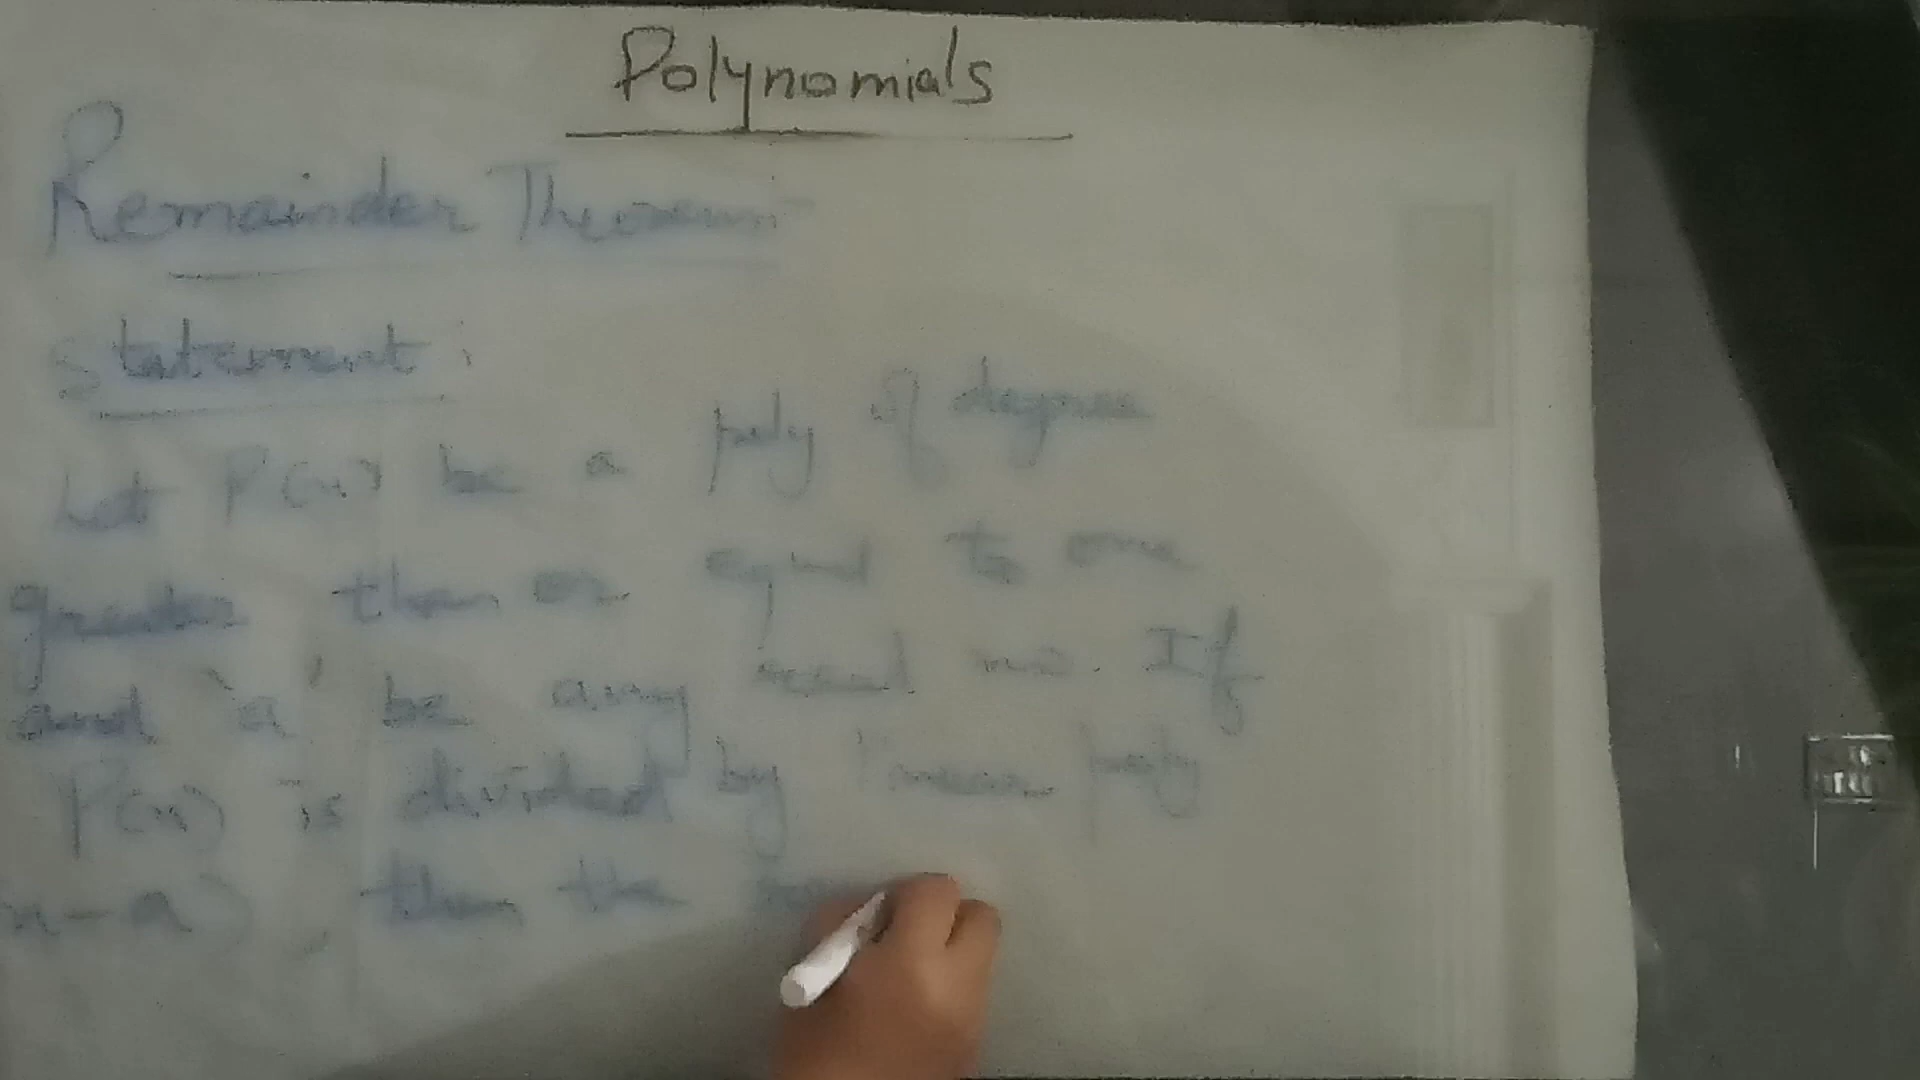 Polynomials
Remainder Theorem
Statement :
Let P(x) be a poly of degree
greater than or equal to one
and 'a' be any real no. If
P(x) is divided by linear poly
x-a) , then the